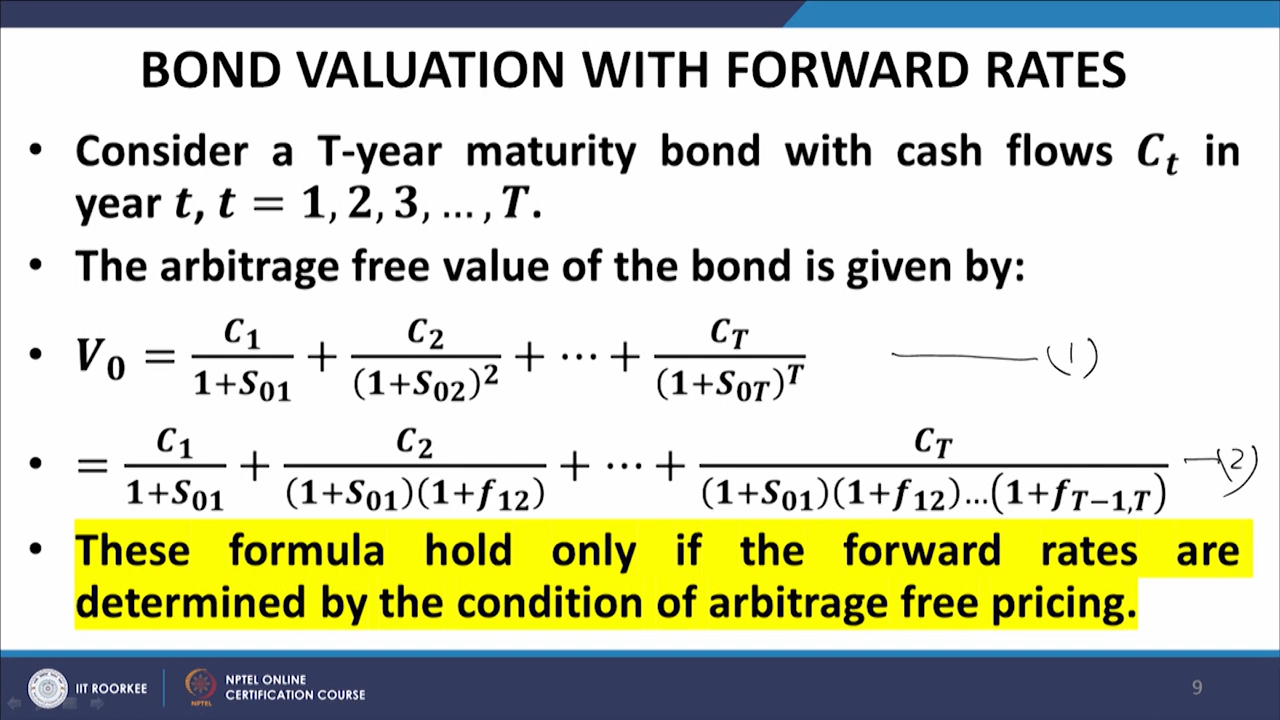 BOND VALUATION WITH FORWARD RATES
• Consider a T-year maturity bond with cash flows C_t in
year t, t = 1, 2, 3, … , T.
• The arbitrage free value of the bond is given by:
• V_0 = C_1/(1+S_01) + C_2/(1+S_02)^2 + ⋯ + C_T/(1+S_0T)^T (1)
• = C_1/(1+S_01) + C_2/((1+S_01)(1+f_12)) + ⋯ + C_T/((1+S_01)(1+f_12)…(1+f_{T−1,T})) (2)
• These formula hold only if the forward rates are
determined by the condition of arbitrage free pricing.
IIT ROORKEE
NPTEL
NPTEL ONLINE
CERTIFICATION COURSE
9